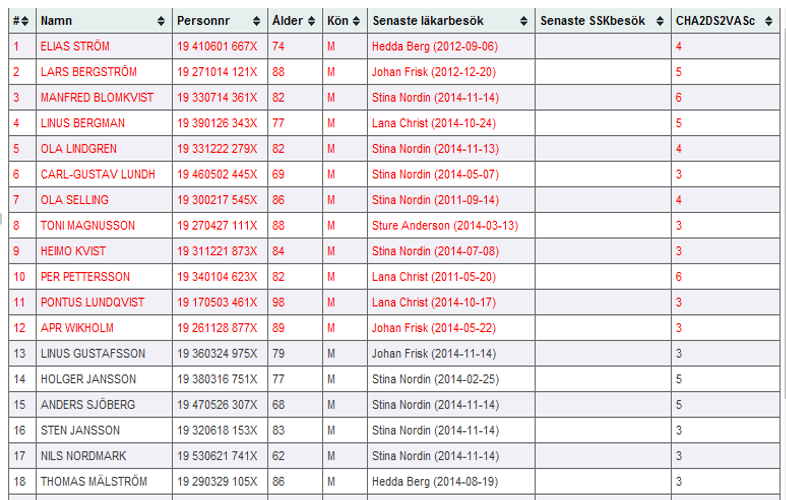 # Namn Personnr Ålder Kön Senaste läkarbesök Senaste SSKbesök CHA2DS2VASc
1 ELIAS STRÖM 19 410601 667X 74 M Hedda Berg (2012-09-06) 4
2 LARS BERGSTRÖM 19 271014 121X 88 M Johan Frisk (2012-12-20) 5
3 MANFRED BLOMKVIST 19 330714 361X 82 M Stina Nordin (2014-11-14) 6
4 LINUS BERGMAN 19 390126 343X 77 M Lana Christ (2014-10-24) 5
5 OLA LINDGREN 19 331222 279X 82 M Stina Nordin (2014-11-13) 4
6 CARL-GUSTAV LUNDH 19 460502 445X 69 M Stina Nordin (2014-05-07) 3
7 OLA SELLING 19 300217 545X 86 M Stina Nordin (2011-09-14) 4
8 TONI MAGNUSSON 19 270427 111X 88 M Sture Anderson (2014-03-13) 3
9 HEIMO KVIST 19 311221 873X 84 M Stina Nordin (2014-07-08) 3
10 PER PETTERSSON 19 340104 623X 82 M Lana Christ (2011-05-20) 6
11 PONTUS LUNDQVIST 19 170503 461X 98 M Lana Christ (2014-10-17) 3
12 APR WIKHOLM 19 261128 877X 89 M Johan Frisk (2014-05-22) 3
13 LINUS GUSTAFSSON 19 360324 975X 79 M Johan Frisk (2014-11-14) 3
14 HOLGER JANSSON 19 380316 751X 77 M Stina Nordin (2014-02-25) 5
15 ANDERS SJÖBERG 19 470526 307X 68 M Stina Nordin (2014-11-14) 5
16 STEN JANSSON 19 320618 153X 83 M Stina Nordin (2014-11-14) 3
17 NILS NORDMARK 19 530621 741X 62 M Stina Nordin (2014-11-14) 3
18 THOMAS MÄLSTRÖM 19 290329 105X 86 M Hedda Berg (2014-08-19) 3